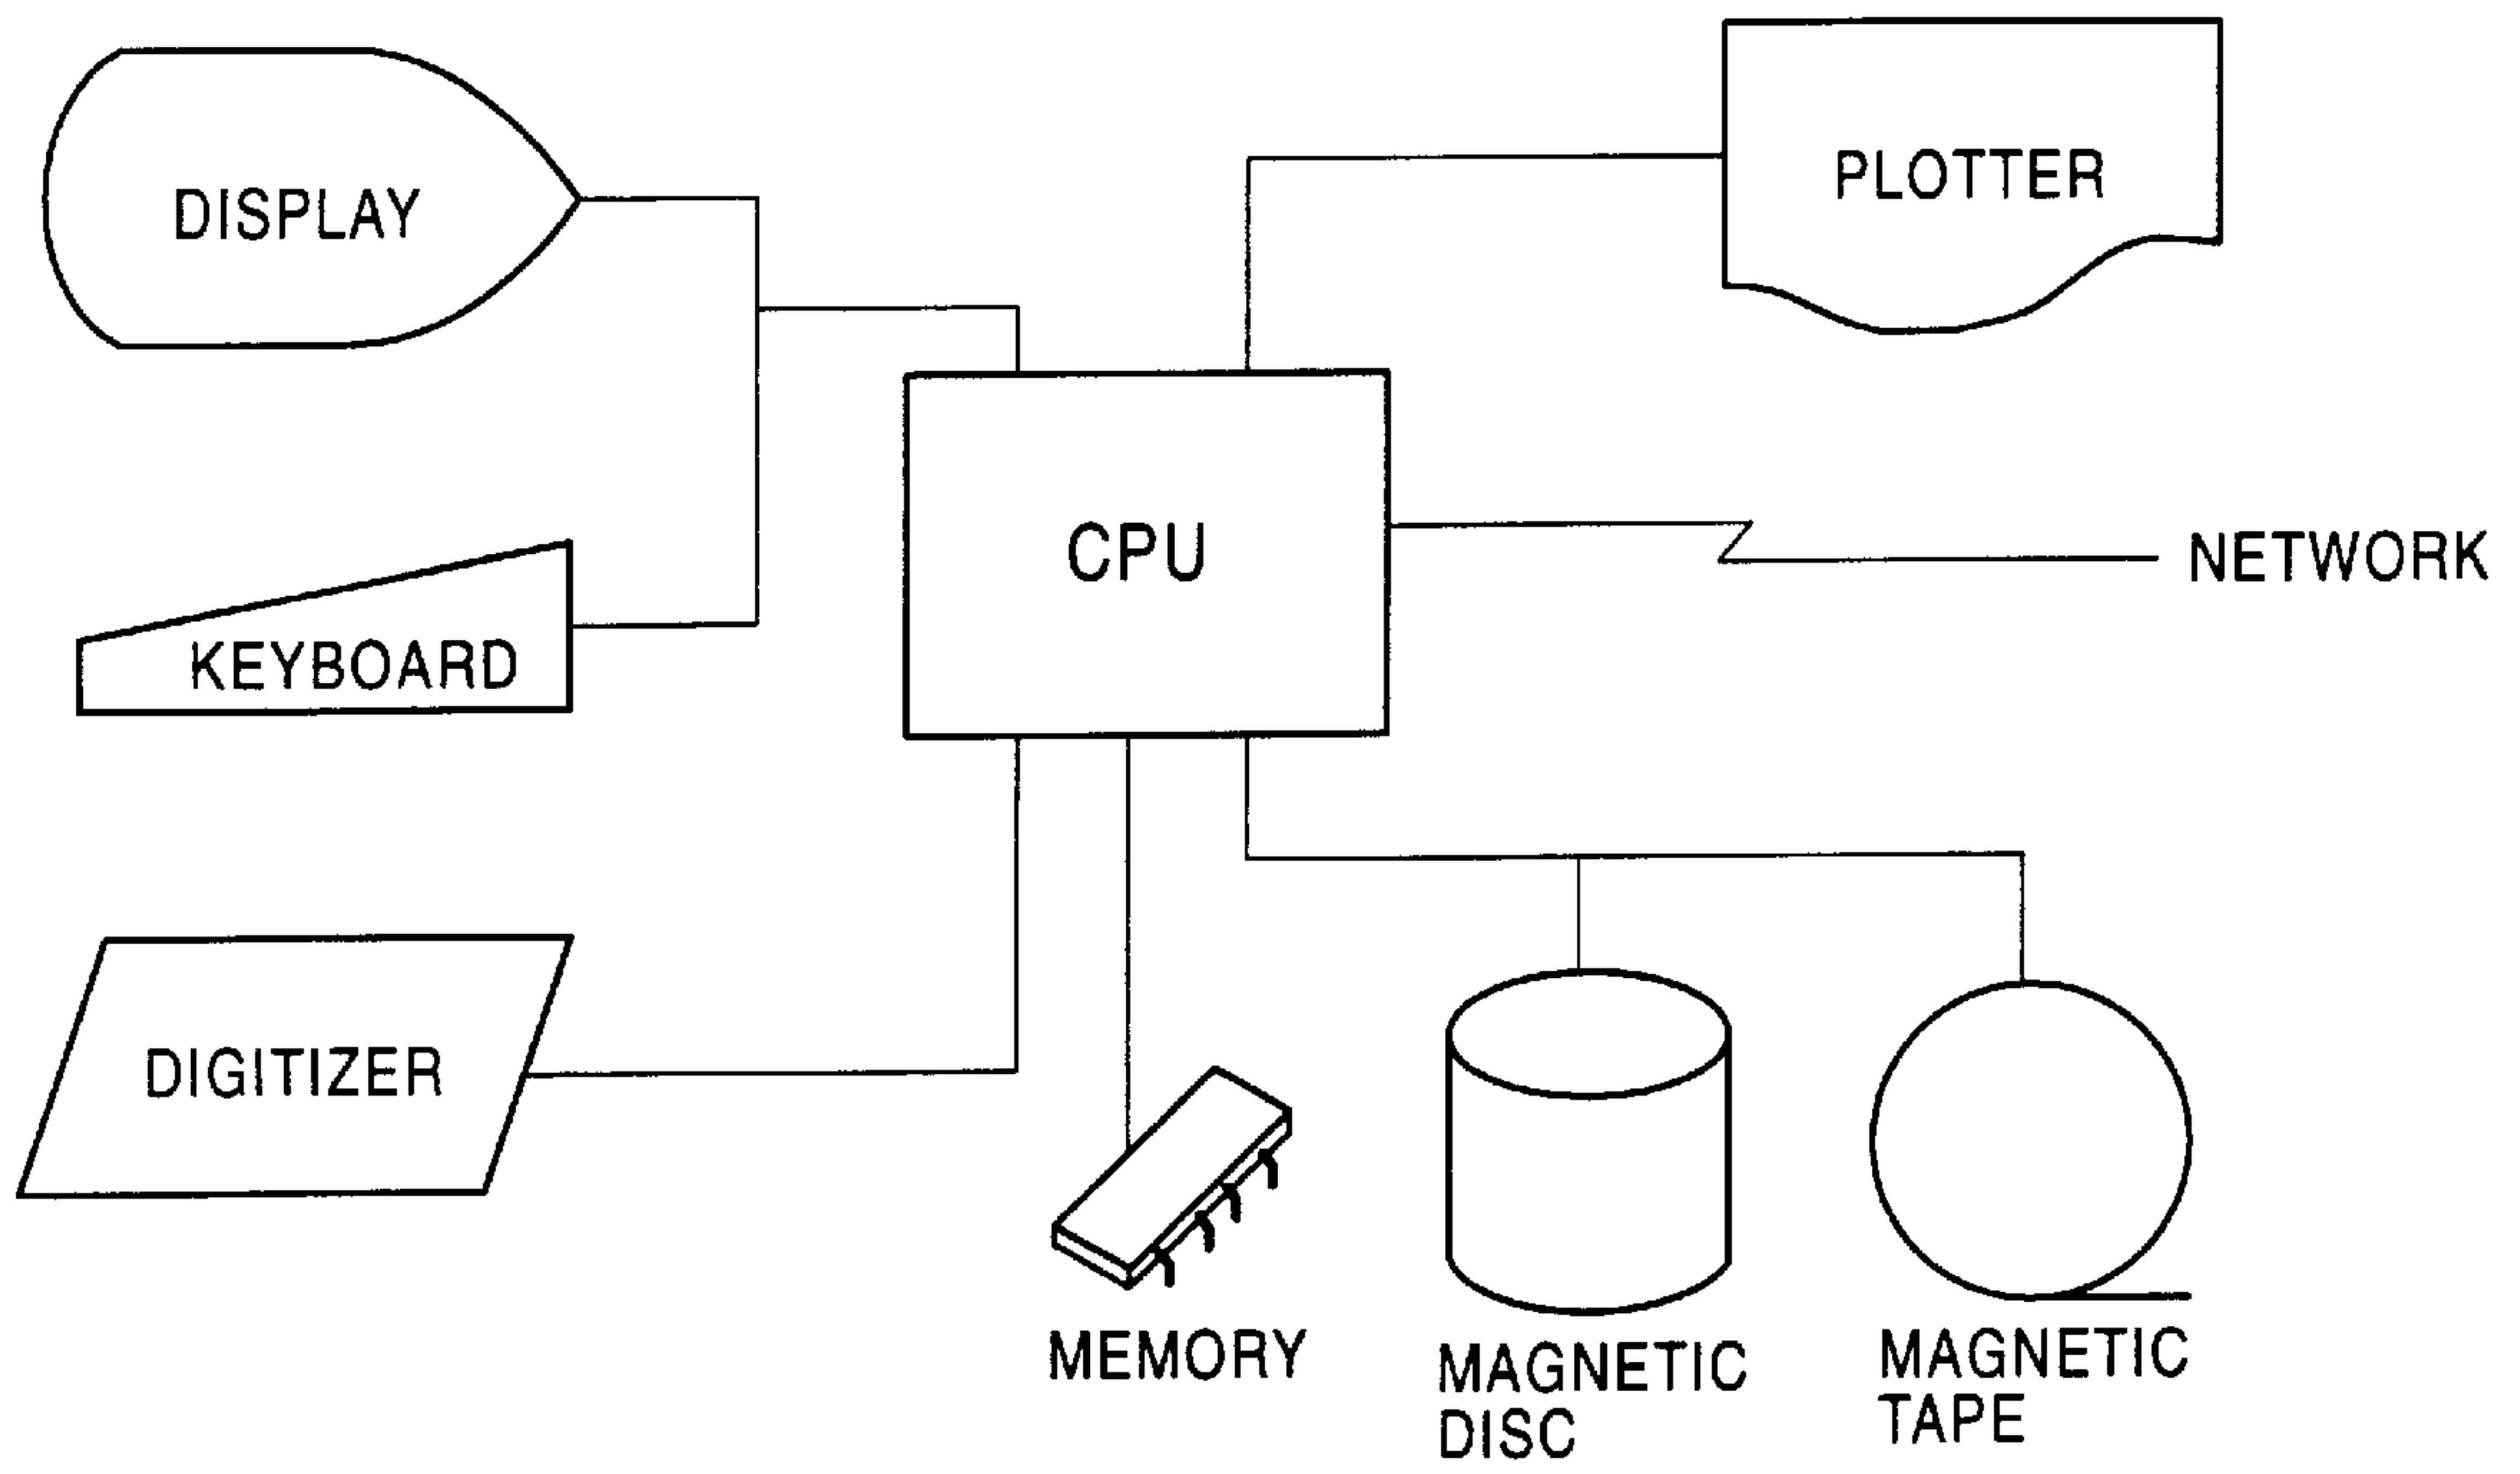 DISPLAY
PLOTTER
CPU
NETWORK
KEYBOARD
DIGITIZER
MEMORY
MAGNETIC
DISC
MAGNETIC
TAPE